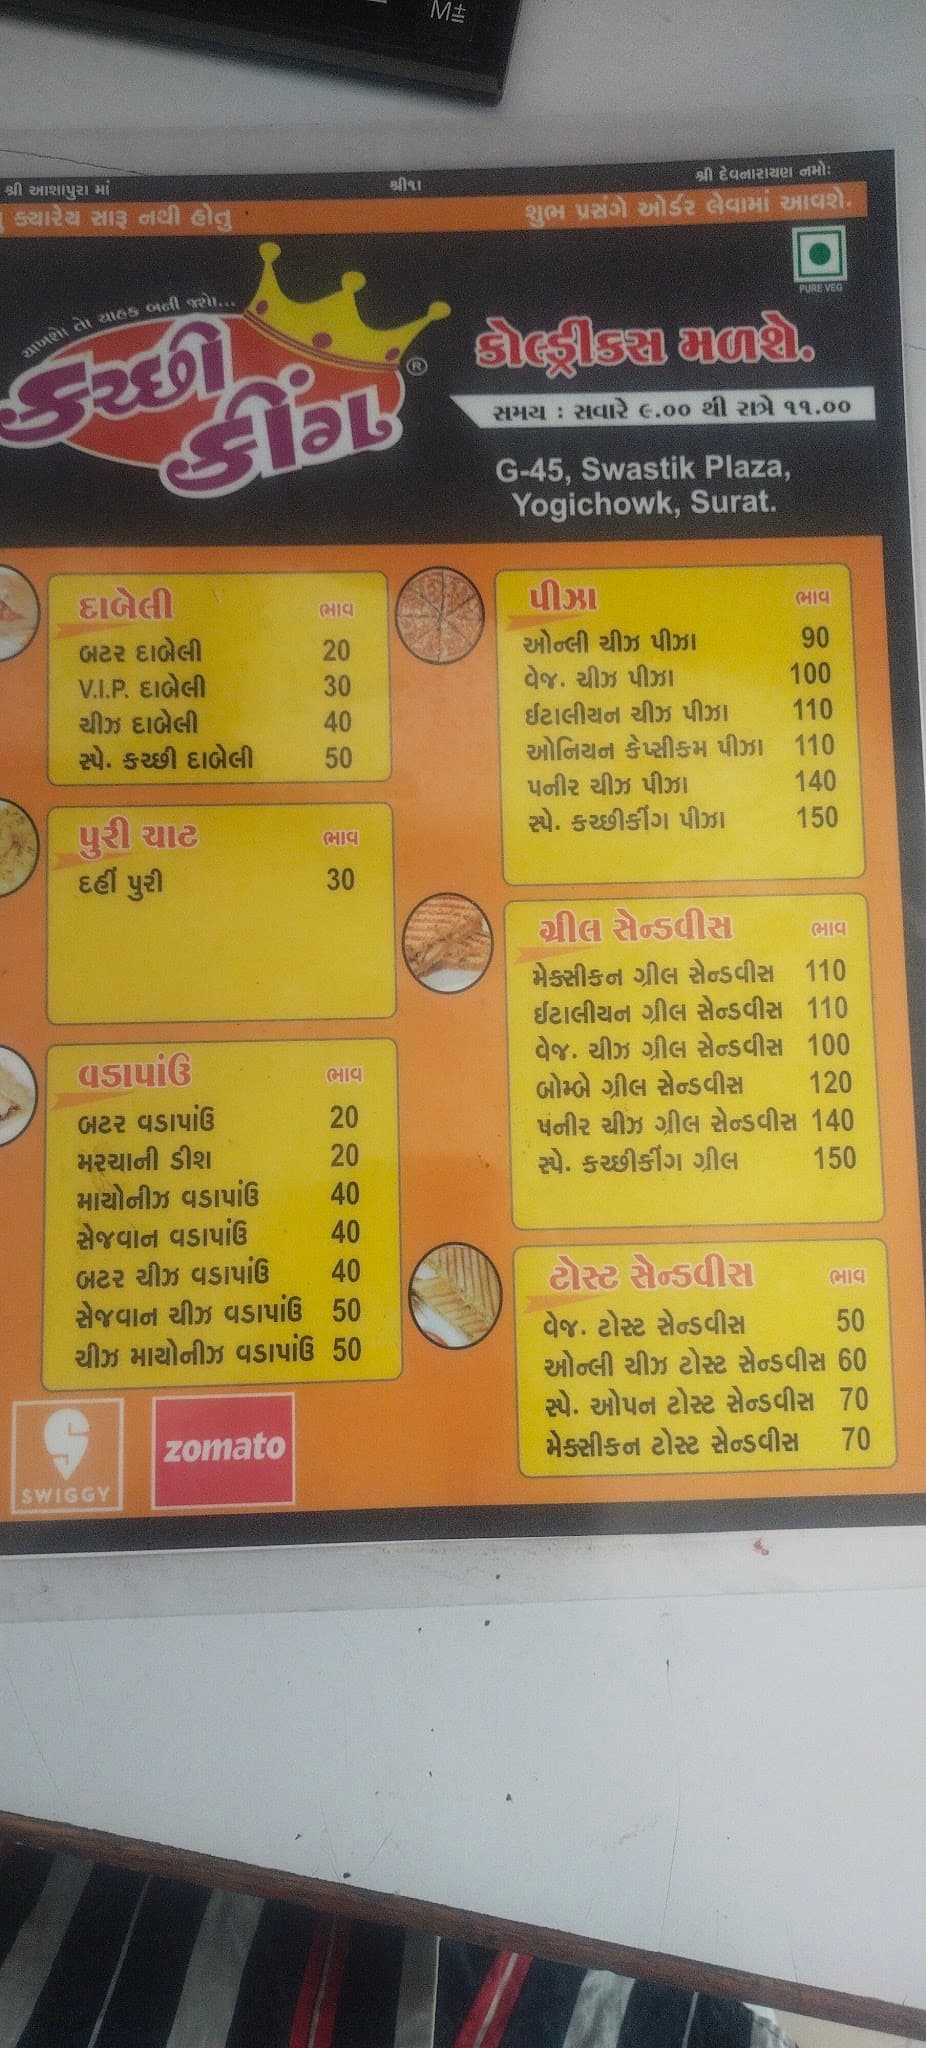 M±
શ્રી આશાપુરા માં
શ્રી૧ા
શ્રી દેવનારાયણ નમોઃ
ક્યારેય સારૂ નથી હોતુ
શુભ પ્રસંગે ઓર્ડર લેવામાં આવશે.
PURE VEG
ચાખશો તો ચાહક બની જશો...
કચ્છી
કીંગ
®
કોલ્ડ્રીંકસ મળશે.
સમય : સવારે ૯.૦૦ થી રાત્રે ૧૧.૦૦
G-45, Swastik Plaza,
Yogichowk, Surat.
દાબેલી ભાવ
બટર દાબેલી 20
V.I.P. દાબેલી 30
ચીઝ દાબેલી 40
સ્પે. કચ્છી દાબેલી 50
પુરી ચાટ ભાવ
દહીં પુરી 30
વડાપાંઉ ભાવ
બટર વડાપાંઉ 20
મરચાની ડીશ 20
માયોનીઝ વડાપાંઉ 40
સેજવાન વડાપાંઉ 40
બટર ચીઝ વડાપાંઉ 40
સેજવાન ચીઝ વડાપાંઉ 50
ચીઝ માયોનીઝ વડાપાંઉ 50
SWIGGY
zomato
પીઝા ભાવ
ઓન્લી ચીઝ પીઝા 90
વેજ. ચીઝ પીઝા 100
ઈટાલીયન ચીઝ પીઝા 110
ઓનિયન કેપ્સીકમ પીઝા 110
પનીર ચીઝ પીઝા 140
સ્પે. કચ્છીકીંગ પીઝા 150
ગ્રીલ સેન્ડવીસ ભાવ
મેક્સીકન ગ્રીલ સેન્ડવીસ 110
ઈટાલીયન ગ્રીલ સેન્ડવીસ 110
વેજ. ચીઝ ગ્રીલ સેન્ડવીસ 100
બોમ્બે ગ્રીલ સેન્ડવીસ 120
પનીર ચીઝ ગ્રીલ સેન્ડવીસ 140
સ્પે. કચ્છીકીંગ ગ્રીલ 150
ટોસ્ટ સેન્ડવીસ ભાવ
વેજ. ટોસ્ટ સેન્ડવીસ 50
ઓન્લી ચીઝ ટોસ્ટ સેન્ડવીસ 60
સ્પે. ઓપન ટોસ્ટ સેન્ડવીસ 70
મેક્સીકન ટોસ્ટ સેન્ડવીસ 70